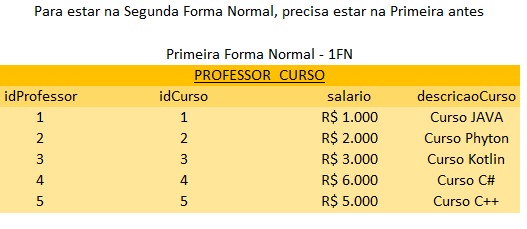 Para estar na Segunda Forma Normal, precisa estar na Primeira antes
Primeira Forma Normal - 1FN
PROFESSOR_CURSO
idProfessor idCurso salario descricaoCurso
1 1 R$ 1.000 Curso JAVA
2 2 R$ 2.000 Curso Phyton
3 3 R$ 3.000 Curso Kotlin
4 4 R$ 6.000 Curso C#
5 5 R$ 5.000 Curso C++